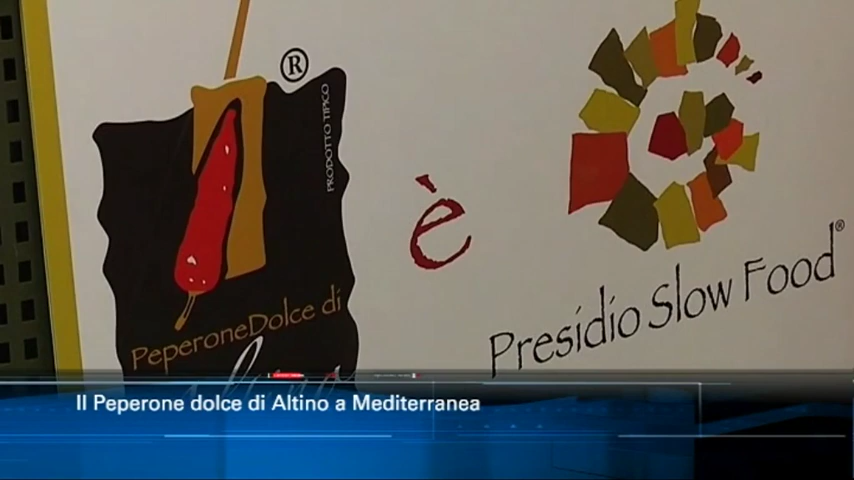 ®
PRODOTTO TIPICO
è
PeperoneDolce di
Presidio Slow Food®
Il Peperone dolce di Altino a Mediterranea